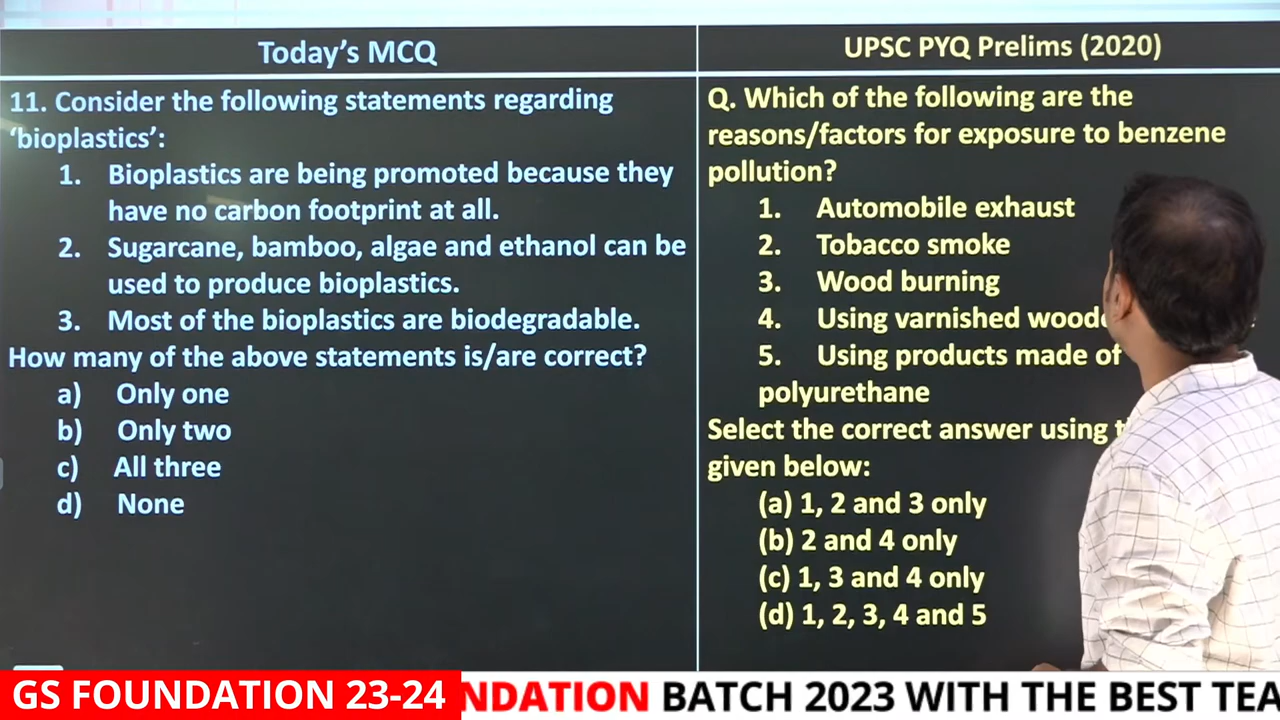 Today's MCQ
11. Consider the following statements regarding
'bioplastics':
1. Bioplastics are being promoted because they
have no carbon footprint at all.
2. Sugarcane, bamboo, algae and ethanol can be
used to produce bioplastics.
3. Most of the bioplastics are biodegradable.
How many of the above statements is/are correct?
a) Only one
b) Only two
c) All three
d) None
UPSC PYQ Prelims (2020)
Q. Which of the following are the
reasons/factors for exposure to benzene
pollution?
1. Automobile exhaust
2. Tobacco smoke
3. Wood burning
4. Using varnished
5. Using products made of
polyurethane
Select the correct answer using
given below:
(a) 1, 2 and 3 only
(b) 2 and 4 only
(c) 1, 3 and 4 only
(d) 1, 2, 3, 4 and 5
GS FOUNDATION 23-24
NDATION BATCH 2023 WITH THE BEST TEA